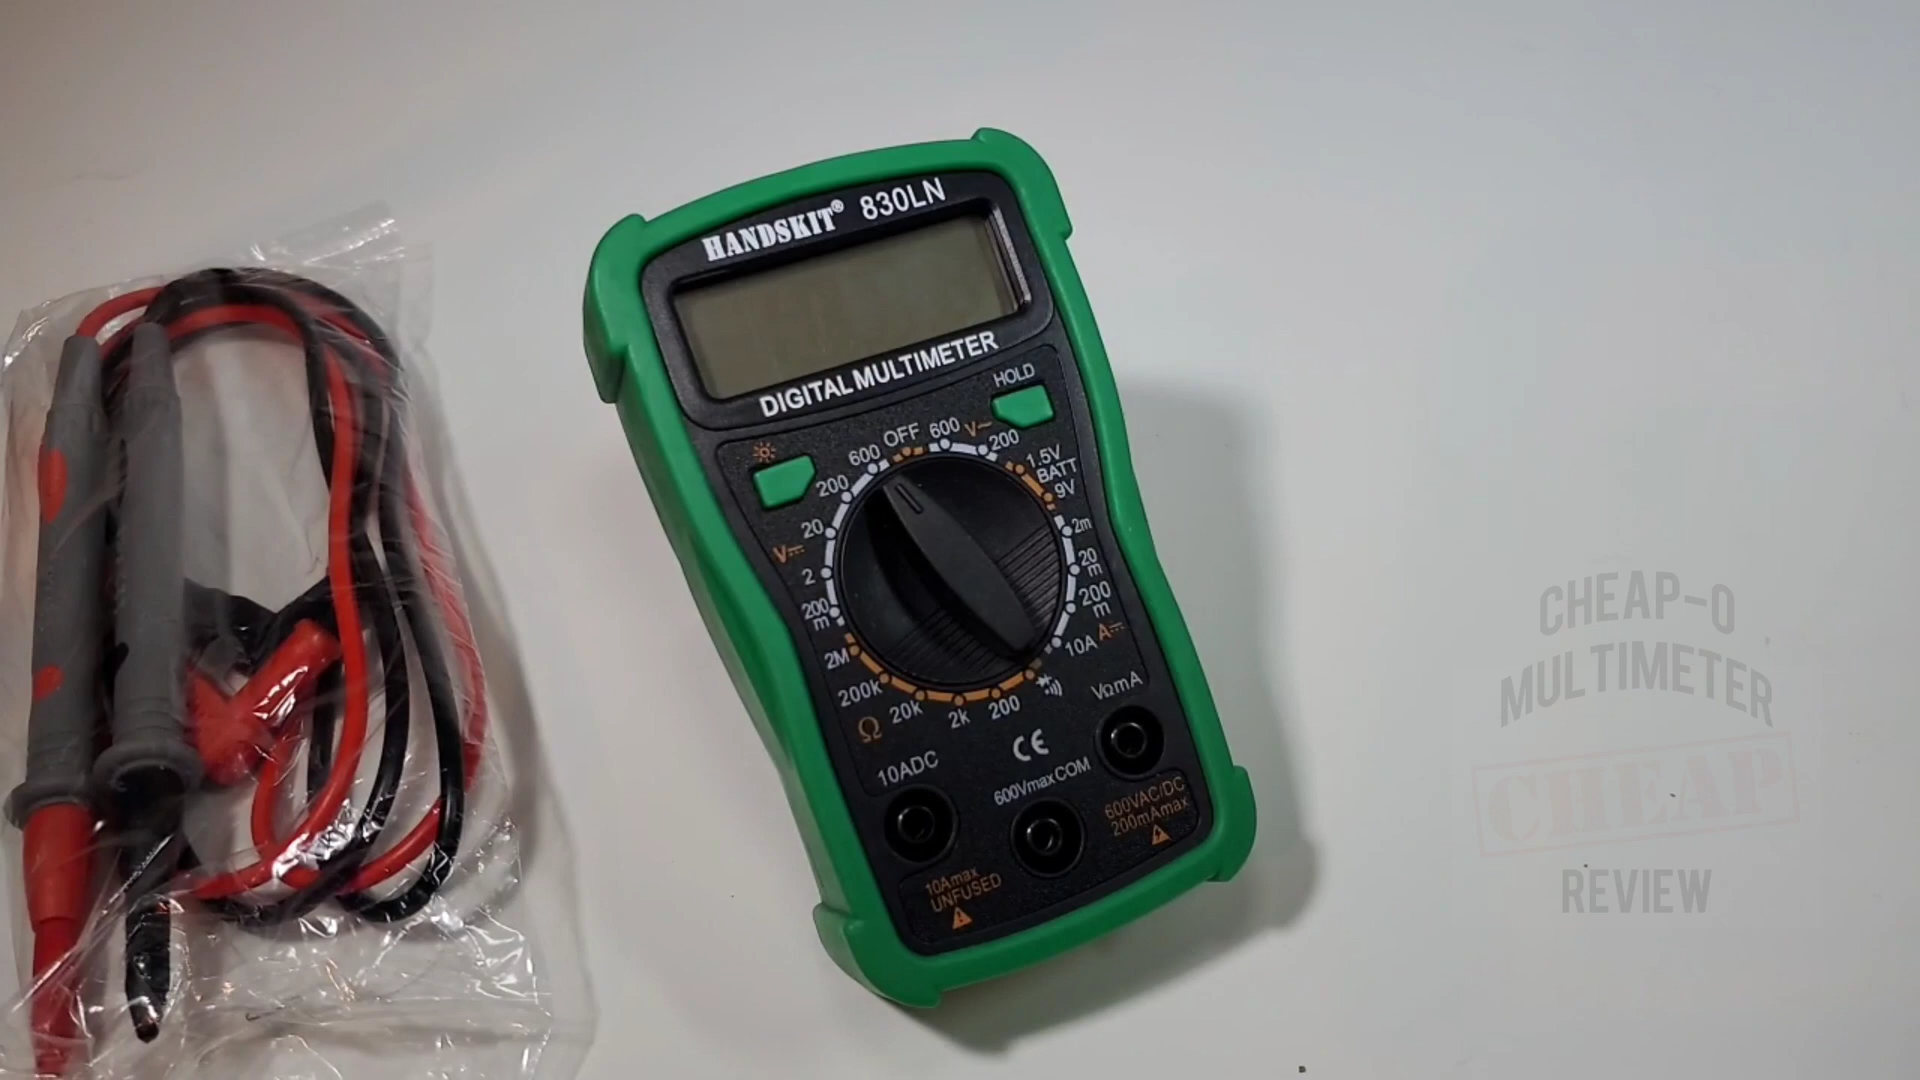 HANDSKIT® 830LN
DIGITAL MULTIMETER
HOLD
OFF
600
V~
200
1.5V
BATT
9V
2m
20
m
200
m
10A
A⎓
600
200
20
V⎓
2
200
m
2M
200k
20k
2k
200
Ω
VΩmA
10ADC
CE
600Vmax COM
600VAC/DC
200mAmax
10Amax
UNFUSED
CHEAP-O
MULTIMETER
CHEAP
REVIEW